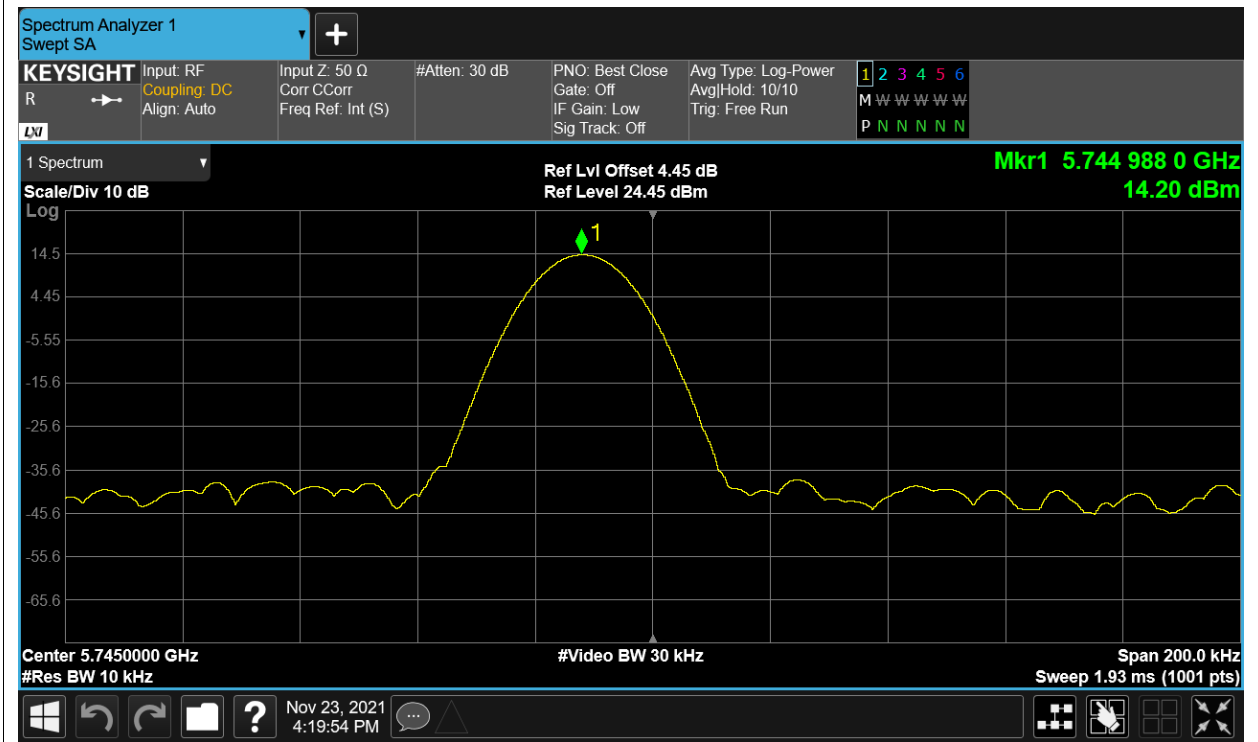 Spectrum Analyzer 1
Swept SA
KEYSIGHT
R
LXI
Input: RF
Coupling: DC
Align: Auto
Input Z: 50 Ω
Corr CCorr
Freq Ref: Int (S)
#Atten: 30 dB
PNO: Best Close
Gate: Off
IF Gain: Low
Sig Track: Off
Avg Type: Log-Power
Avg|Hold: 10/10
Trig: Free Run
1 2 3 4 5 6
M W W W W W
P N N N N N
1 Spectrum
Scale/Div 10 dB
Ref Lvl Offset 4.45 dB
Ref Level 24.45 dBm
Mkr1 5.744 988 0 GHz
14.20 dBm
Log
1
14.5
4.45
-5.55
-15.6
-25.6
-35.6
-45.6
-55.6
-65.6
Center 5.7450000 GHz
#Video BW 30 kHz
Span 200.0 kHz
#Res BW 10 kHz
Sweep 1.93 ms (1001 pts)
?
Nov 23, 2021
4:19:54 PM